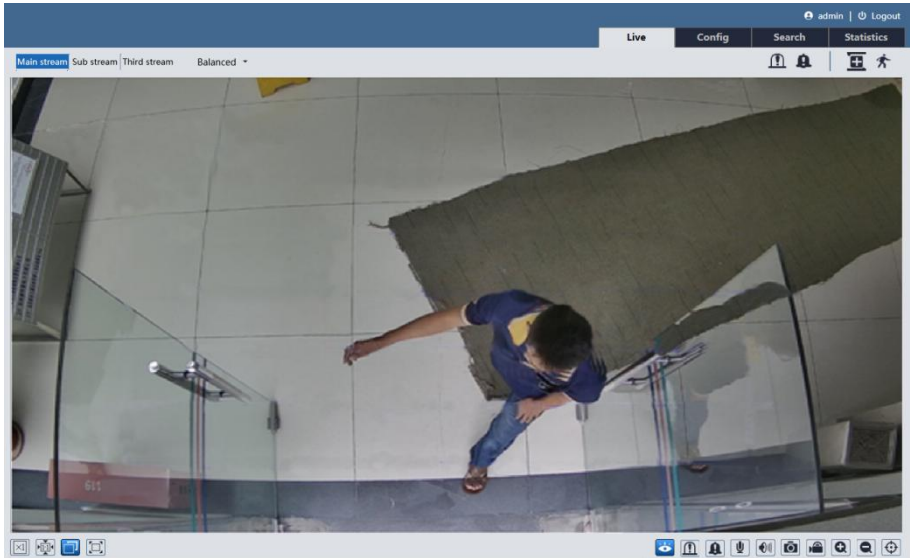 admin | Logout
Live Config Search Statistics
Main stream Sub stream Third stream Balanced